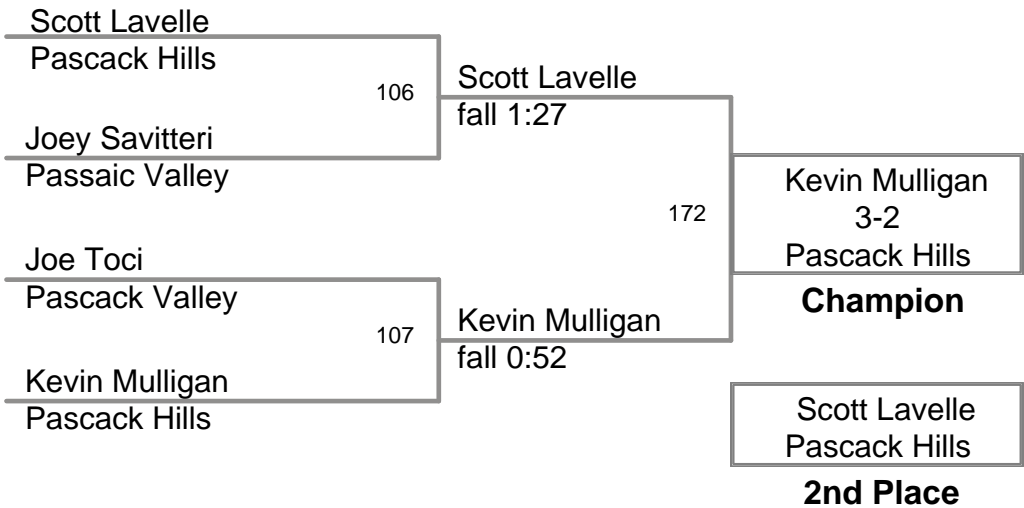 Scott Lavelle
Pascack Hills
106
Joey Savitteri
Passaic Valley
Scott Lavelle
fall 1:27
Joe Toci
Pascack Valley
107
Kevin Mulligan
Pascack Hills
Kevin Mulligan
fall 0:52
172
Kevin Mulligan
3-2
Pascack Hills
Champion
Scott Lavelle
Pascack Hills
2nd Place